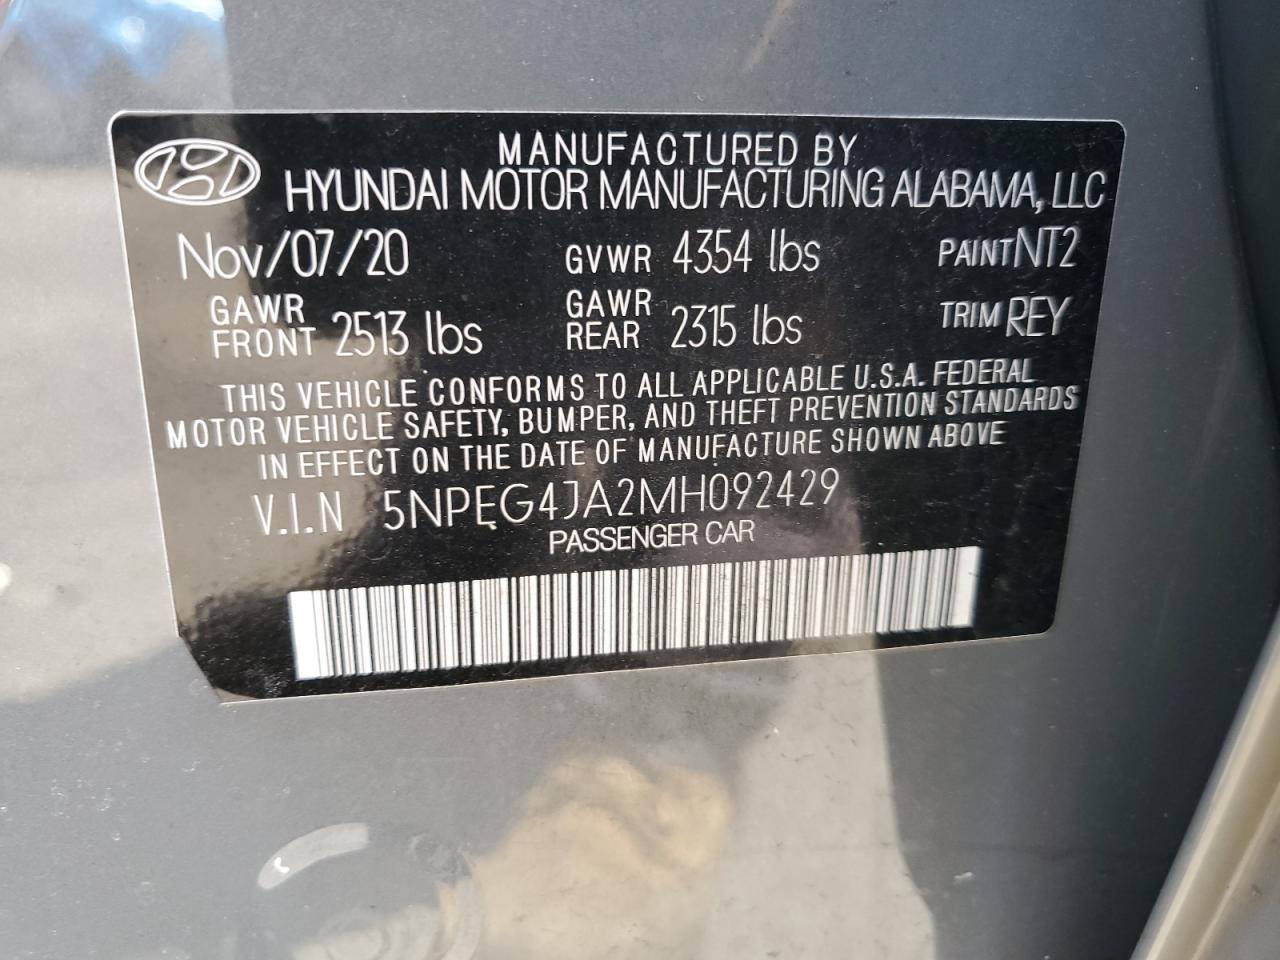 MANUFACTURED BY
HYUNDAI MOTOR MANUFACTURING ALABAMA, LLC
Nov/07/20 GVWR 4354 lbs PAINT NT2
GAWR FRONT 2513 lbs GAWR REAR 2315 lbs TRIM REY
THIS VEHICLE CONFORMS TO ALL APPLICABLE U.S.A. FEDERAL
MOTOR VEHICLE SAFETY, BUMPER, AND THEFT PREVENTION STANDARDS
IN EFFECT ON THE DATE OF MANUFACTURE SHOWN ABOVE
V.I.N 5NPEG4JA2MH092429
PASSENGER CAR